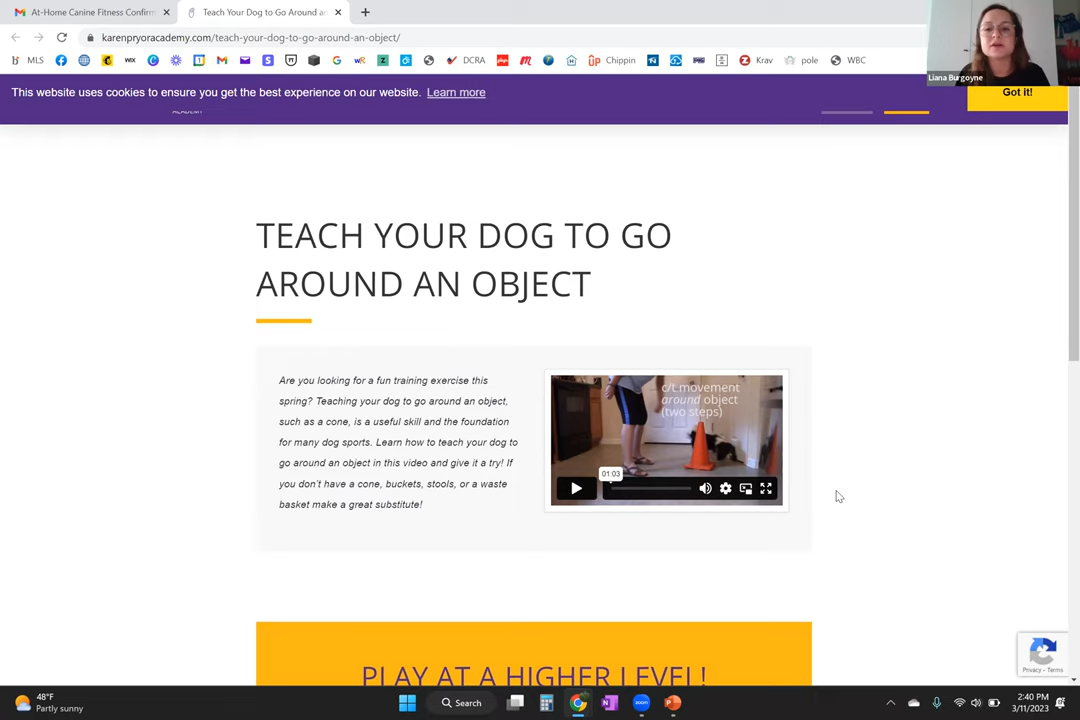 At-Home Canine Fitness Confirm
Teach Your Dog to Go Around an
karenpryoracademy.com/teach-your-dog-to-go-around-an-object/
MLS
WIX
DCRA
Chippin
Krav
pole
WBC
Liana Burgoyne
This website uses cookies to ensure you get the best experience on our website. Learn more
Got it!
ACADEMY
TEACH YOUR DOG TO GO
AROUND AN OBJECT
Are you looking for a fun training exercise this
spring? Teaching your dog to go around an object,
such as a cone, is a useful skill and the foundation
for many dog sports. Learn how to teach your dog to
go around an object in this video and give it a try! If
you don't have a cone, buckets, stools, or a waste
basket make a great substitute!
c/t movement
around object
(two steps)
01:03
PLAY AT A HIGHER LEVEL!
Privacy - Terms
48°F
Partly sunny
Search
zoom
2:40 PM
3/11/2023